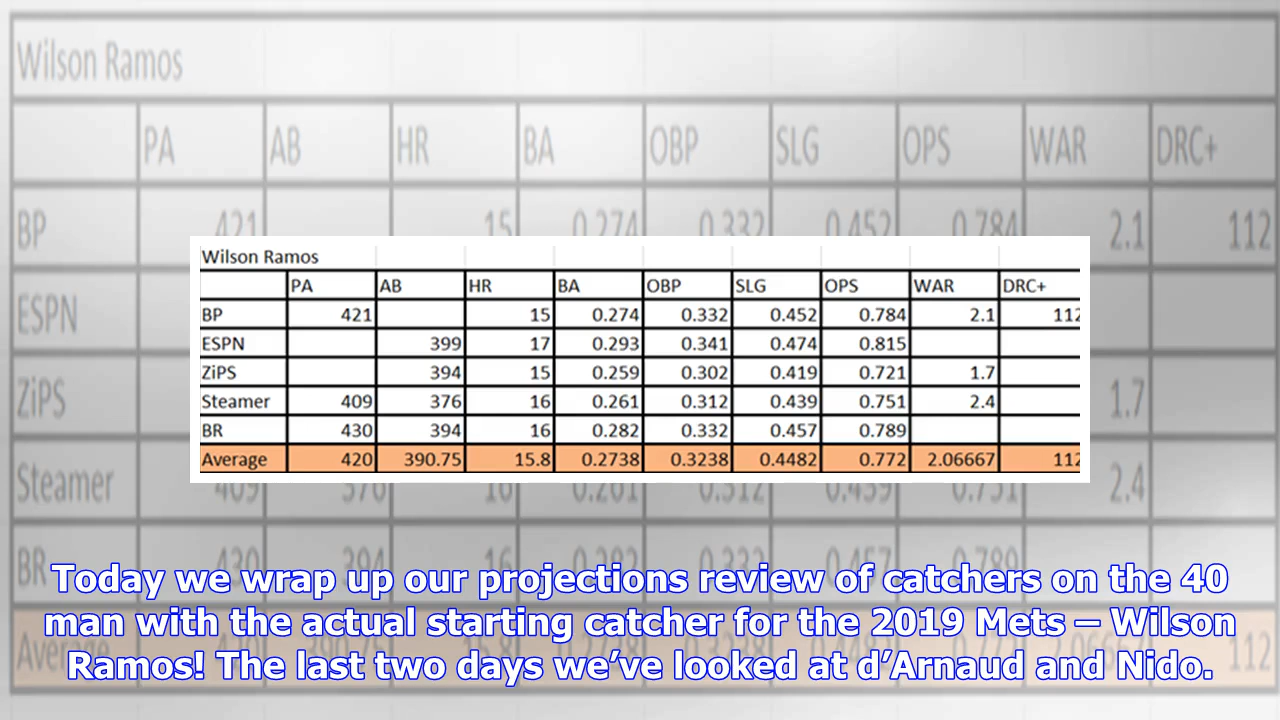 Wilson Ramos
PA AB HR BA OBP SLG OPS WAR DRC+
BP 421 15 0.274 0.332 0.452 0.784 2.1 112
ESPN 399 17 0.293 0.341 0.474 0.815
ZiPS 394 15 0.259 0.302 0.419 0.721 1.7
Steamer 409 376 16 0.261 0.312 0.439 0.751 2.4
BR 430 394 16 0.282 0.332 0.457 0.789
Average 420 390.75 15.8 0.2738 0.3238 0.4482 0.772 2.06667 112
Today we wrap up our projections review of catchers on the 40
man with the actual starting catcher for the 2019 Mets – Wilson
Ramos! The last two days we’ve looked at d’Arnaud and Nido.